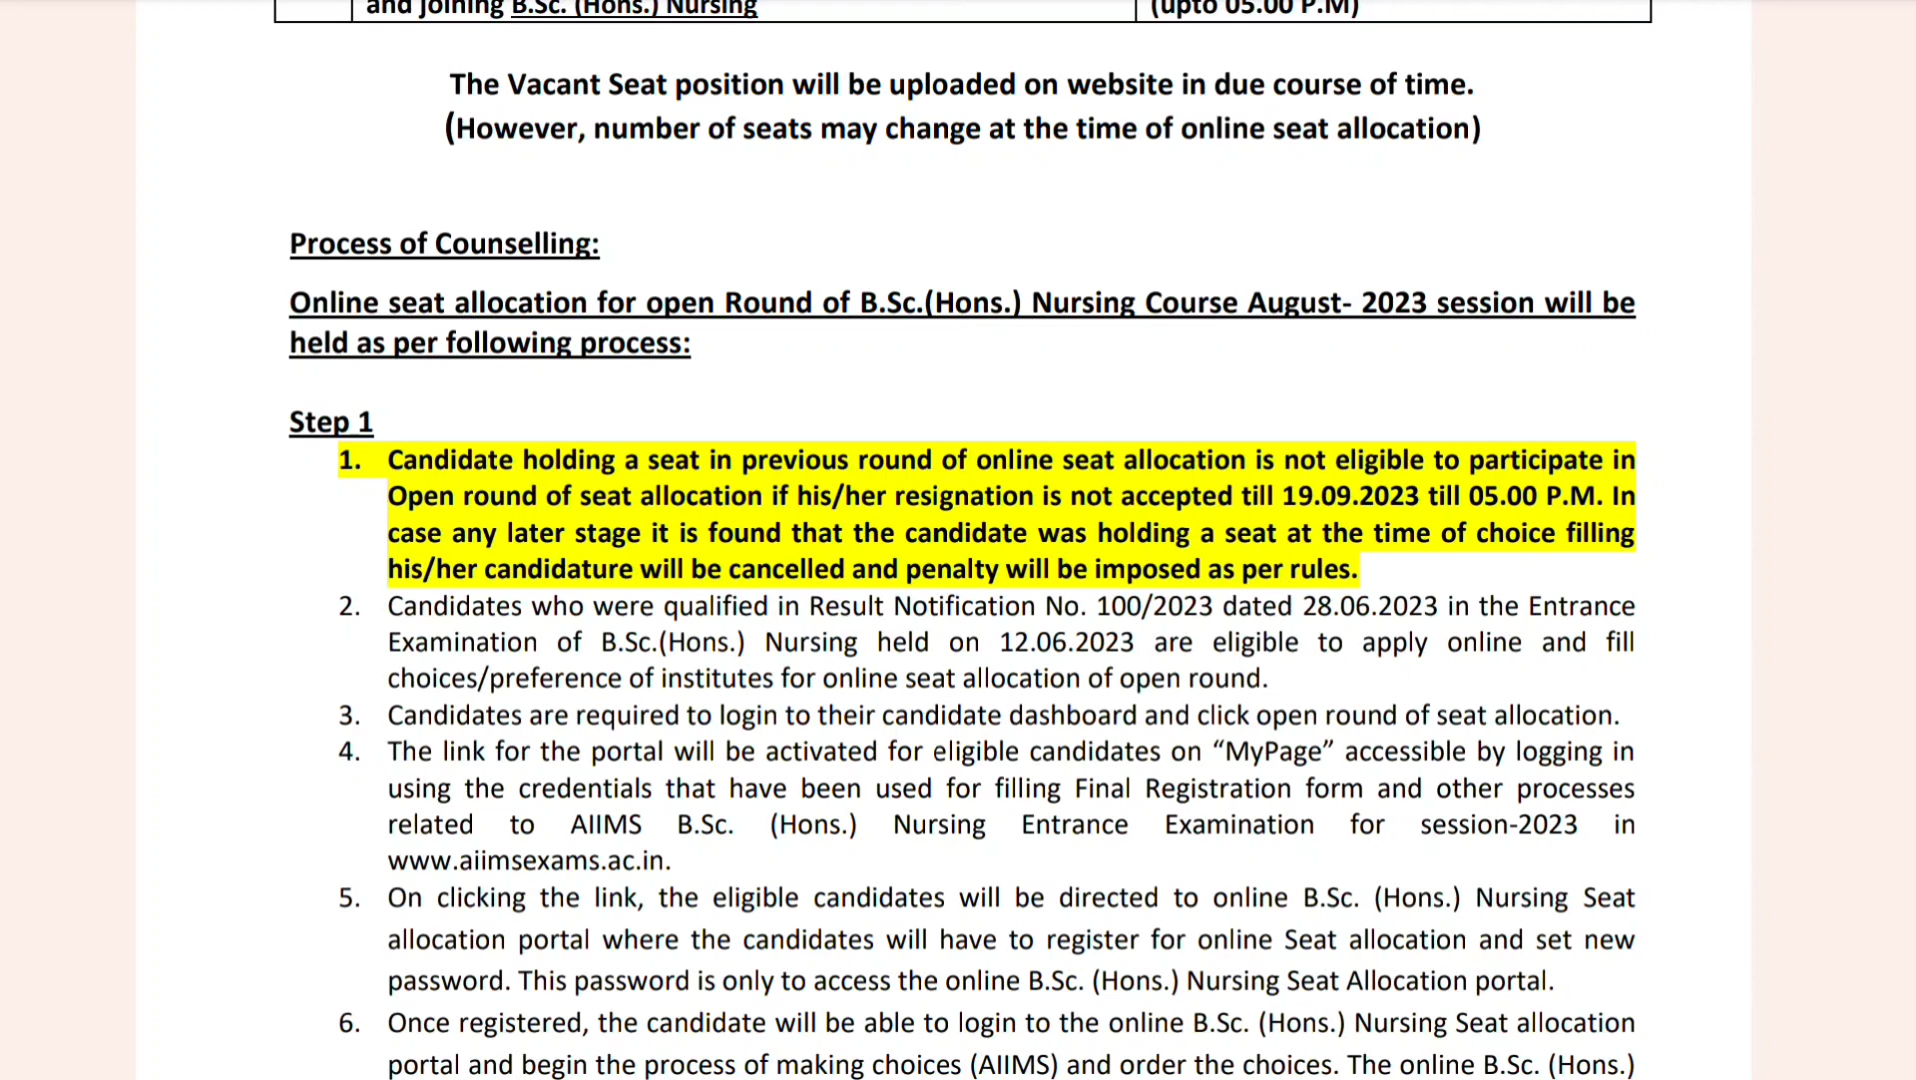 and joining B.Sc. (Hons.) Nursing
(upto 05.00 P.M)
The Vacant Seat position will be uploaded on website in due course of time.
(However, number of seats may change at the time of online seat allocation)
Process of Counselling:
Online seat allocation for open Round of B.Sc.(Hons.) Nursing Course August- 2023 session will be
held as per following process:
Step 1
1. Candidate holding a seat in previous round of online seat allocation is not eligible to participate in
Open round of seat allocation if his/her resignation is not accepted till 19.09.2023 till 05.00 P.M. In
case any later stage it is found that the candidate was holding a seat at the time of choice filling
his/her candidature will be cancelled and penalty will be imposed as per rules.
2. Candidates who were qualified in Result Notification No. 100/2023 dated 28.06.2023 in the Entrance
Examination of B.Sc.(Hons.) Nursing held on 12.06.2023 are eligible to apply online and fill
choices/preference of institutes for online seat allocation of open round.
3. Candidates are required to login to their candidate dashboard and click open round of seat allocation.
4. The link for the portal will be activated for eligible candidates on “MyPage” accessible by logging in
using the credentials that have been used for filling Final Registration form and other processes
related to AIIMS B.Sc. (Hons.) Nursing Entrance Examination for session-2023 in
www.aiimsexams.ac.in.
5. On clicking the link, the eligible candidates will be directed to online B.Sc. (Hons.) Nursing Seat
allocation portal where the candidates will have to register for online Seat allocation and set new
password. This password is only to access the online B.Sc. (Hons.) Nursing Seat Allocation portal.
6. Once registered, the candidate will be able to login to the online B.Sc. (Hons.) Nursing Seat allocation
portal and begin the process of making choices (AIIMS) and order the choices. The online B.Sc. (Hons.)